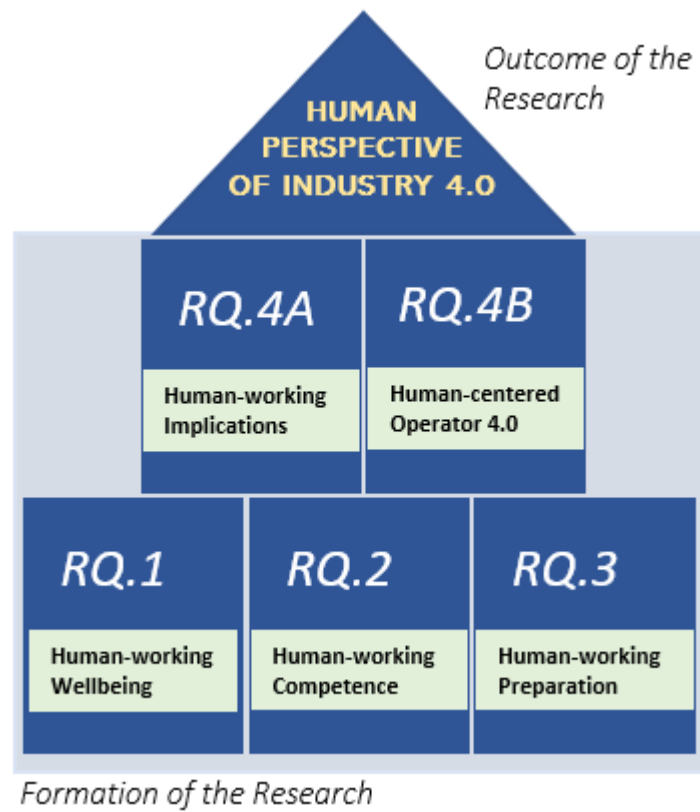 Outcome of the
Research
HUMAN
PERSPECTIVE
OF INDUSTRY 4.0
RQ.4A
Human-working
Implications
RQ.4B
Human-centered
Operator 4.0
RQ.1
Human-working
Wellbeing
RQ.2
Human-working
Competence
RQ.3
Human-working
Preparation
Formation of the Research